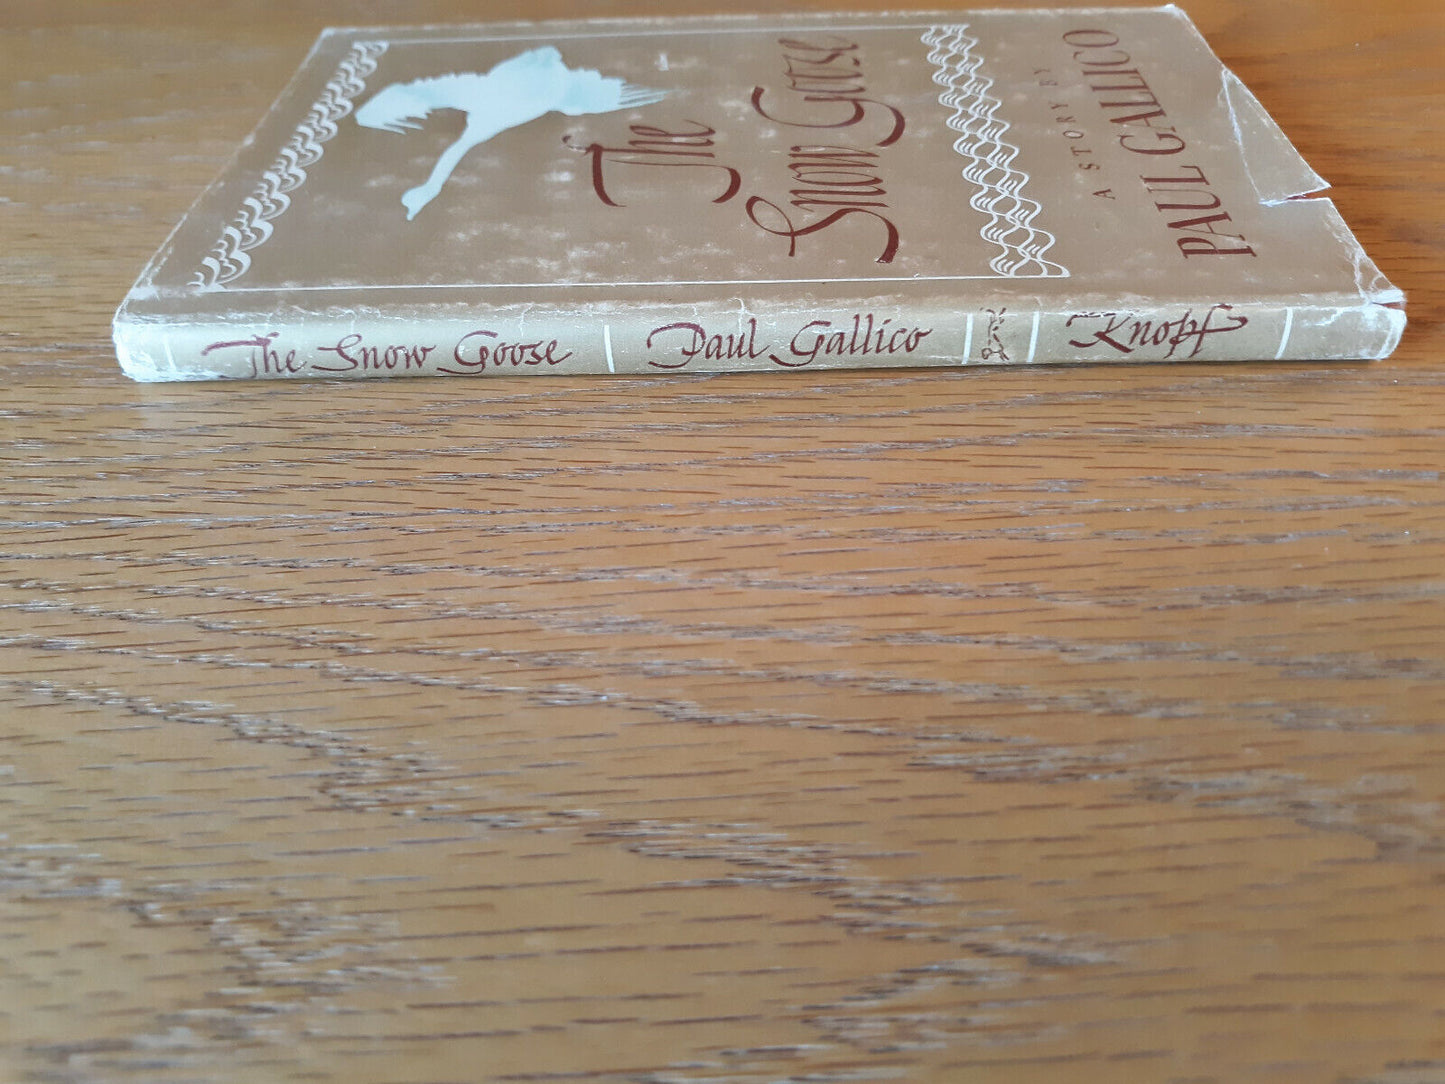 The
Snow Goose
A STORY BY
PAUL GALLICO
The Snow Goose Paul Gallico Knopf